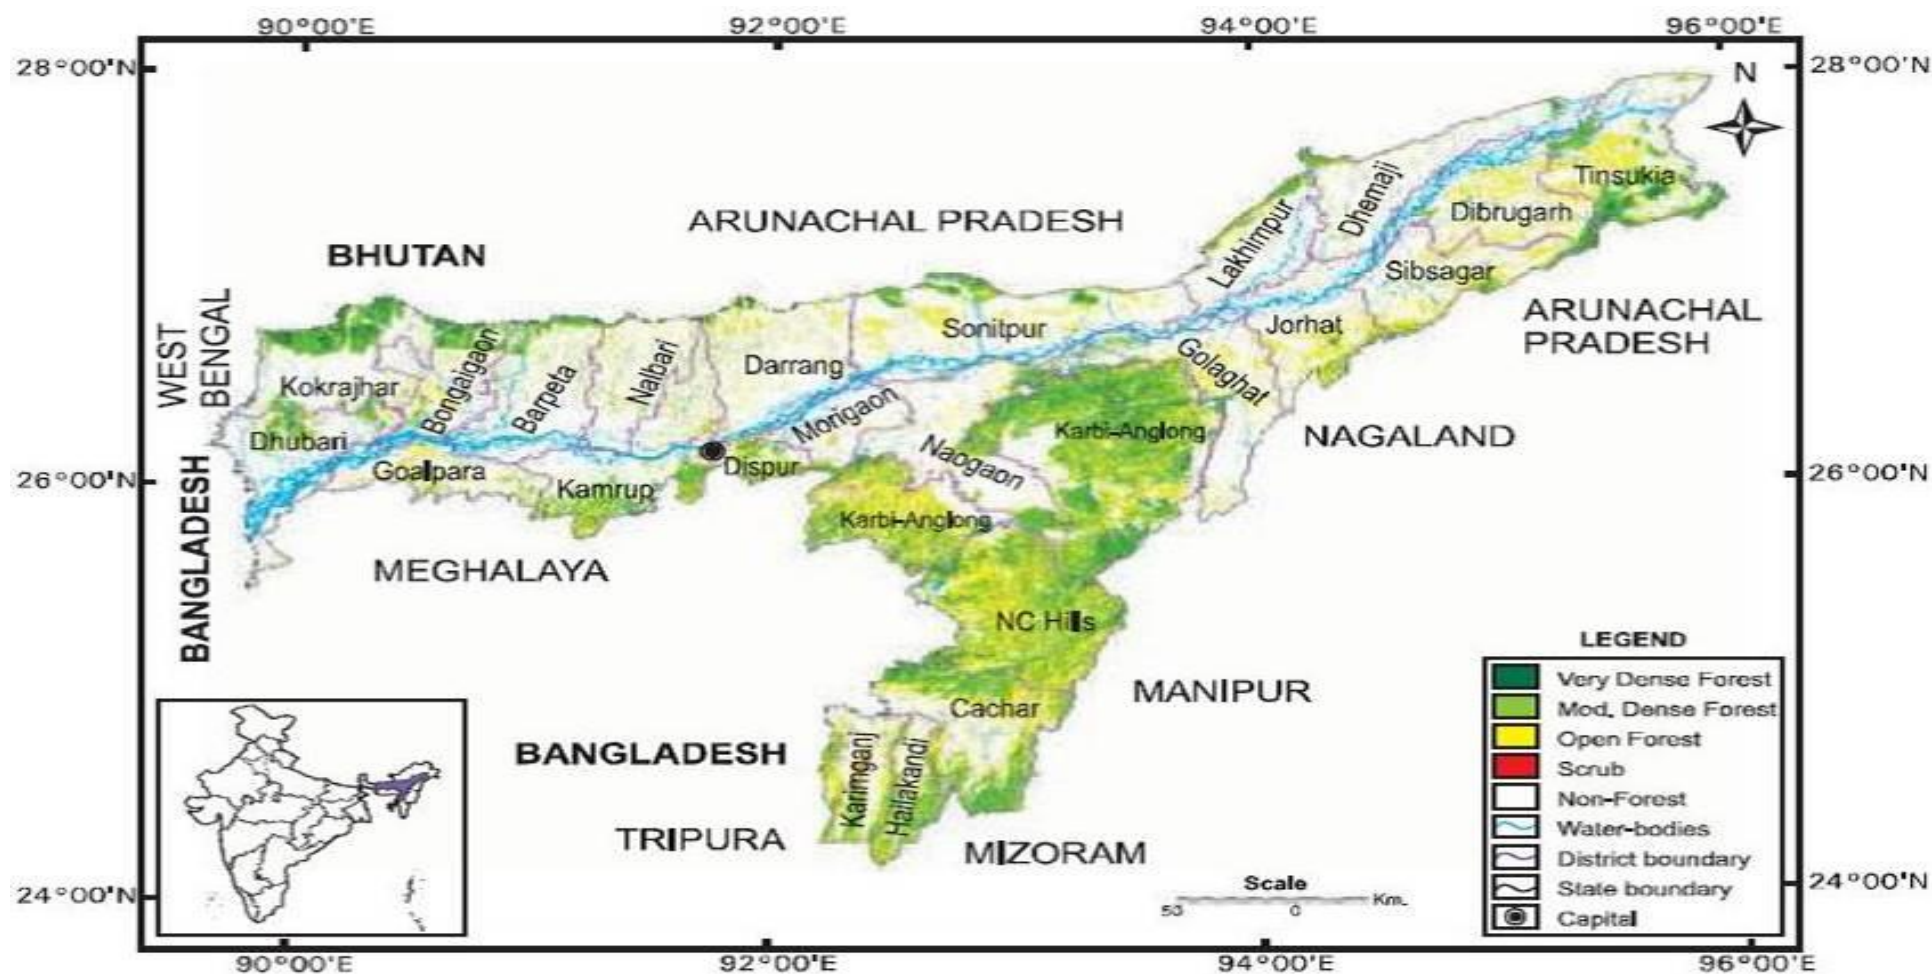 90°00'E 92°00'E 94°00'E 96°00'E
28°00'N 28°00'N
N
ARUNACHAL PRADESH
BHUTAN
WEST
BENGAL
BANGLADESH
Tinsukia
Dibrugarh
Dhemaji
Lakhimpur
Sibsagar
ARUNACHAL
PRADESH
Jorhat
Golaghat
Sonitpur
Darrang
Nalbari
Barpeta
Bongaigaon
Kokrajhar
Dhubari
Goalpara
Kamrup
Dispur
Morigaon
Naogaon
Karbi-Anglong
Karbi-Anglong
NAGALAND
26°00'N 26°00'N
MEGHALAYA
NC Hills
MANIPUR
Cachar
BANGLADESH
Karimganj
Hailakandi
TRIPURA
MIZORAM
LEGEND
Very Dense Forest
Mod. Dense Forest
Open Forest
Scrub
Non-Forest
Water-bodies
District boundary
State boundary
Capital
Scale
50 0 Km.
24°00'N 24°00'N
90°00'E 92°00'E 94°00'E 96°00'E